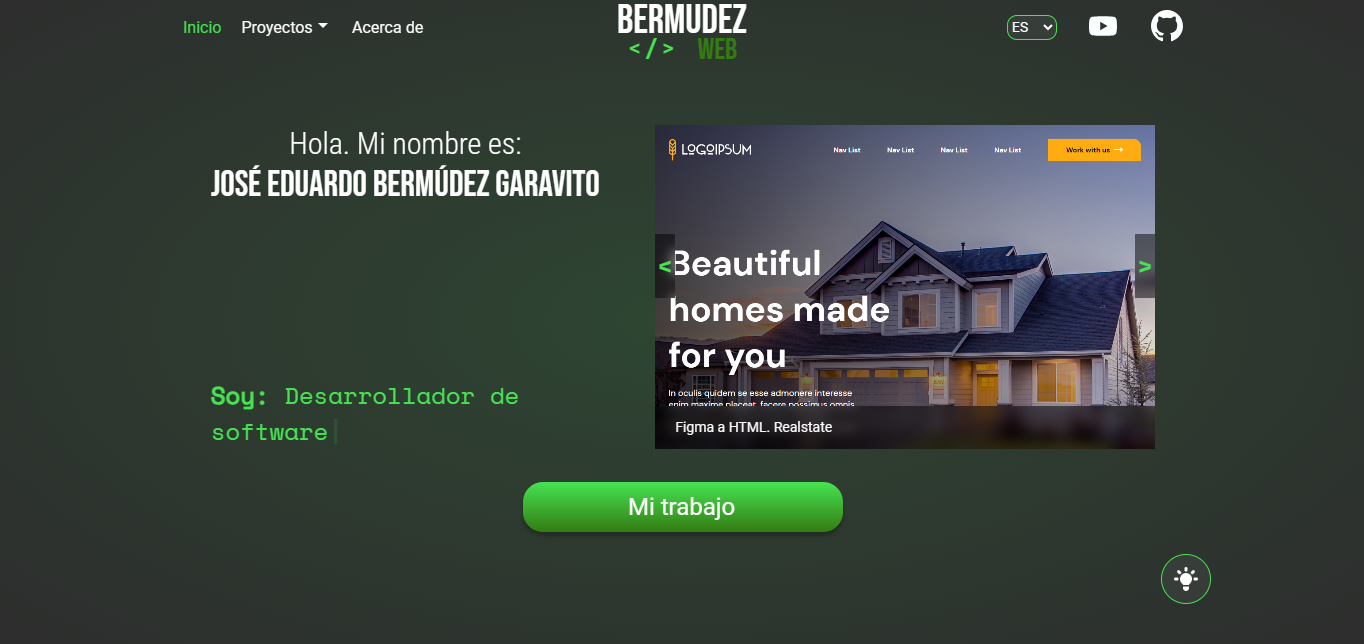 Inicio Proyectos Acerca de
BERMUDEZ
</> WEB
ES
Hola. Mi nombre es:
JOSÉ EDUARDO BERMÚDEZ GARAVITO
Soy: Desarrollador de
software
LOGOIPSUM
Nav List Nav List Nav List Nav List
Work with us →
Beautiful
homes made
for you
In oculis quidem se esse admonere interesse
enim maxime placeat, facere possimus omnis
< >
Figma a HTML. Realstate
Mi trabajo